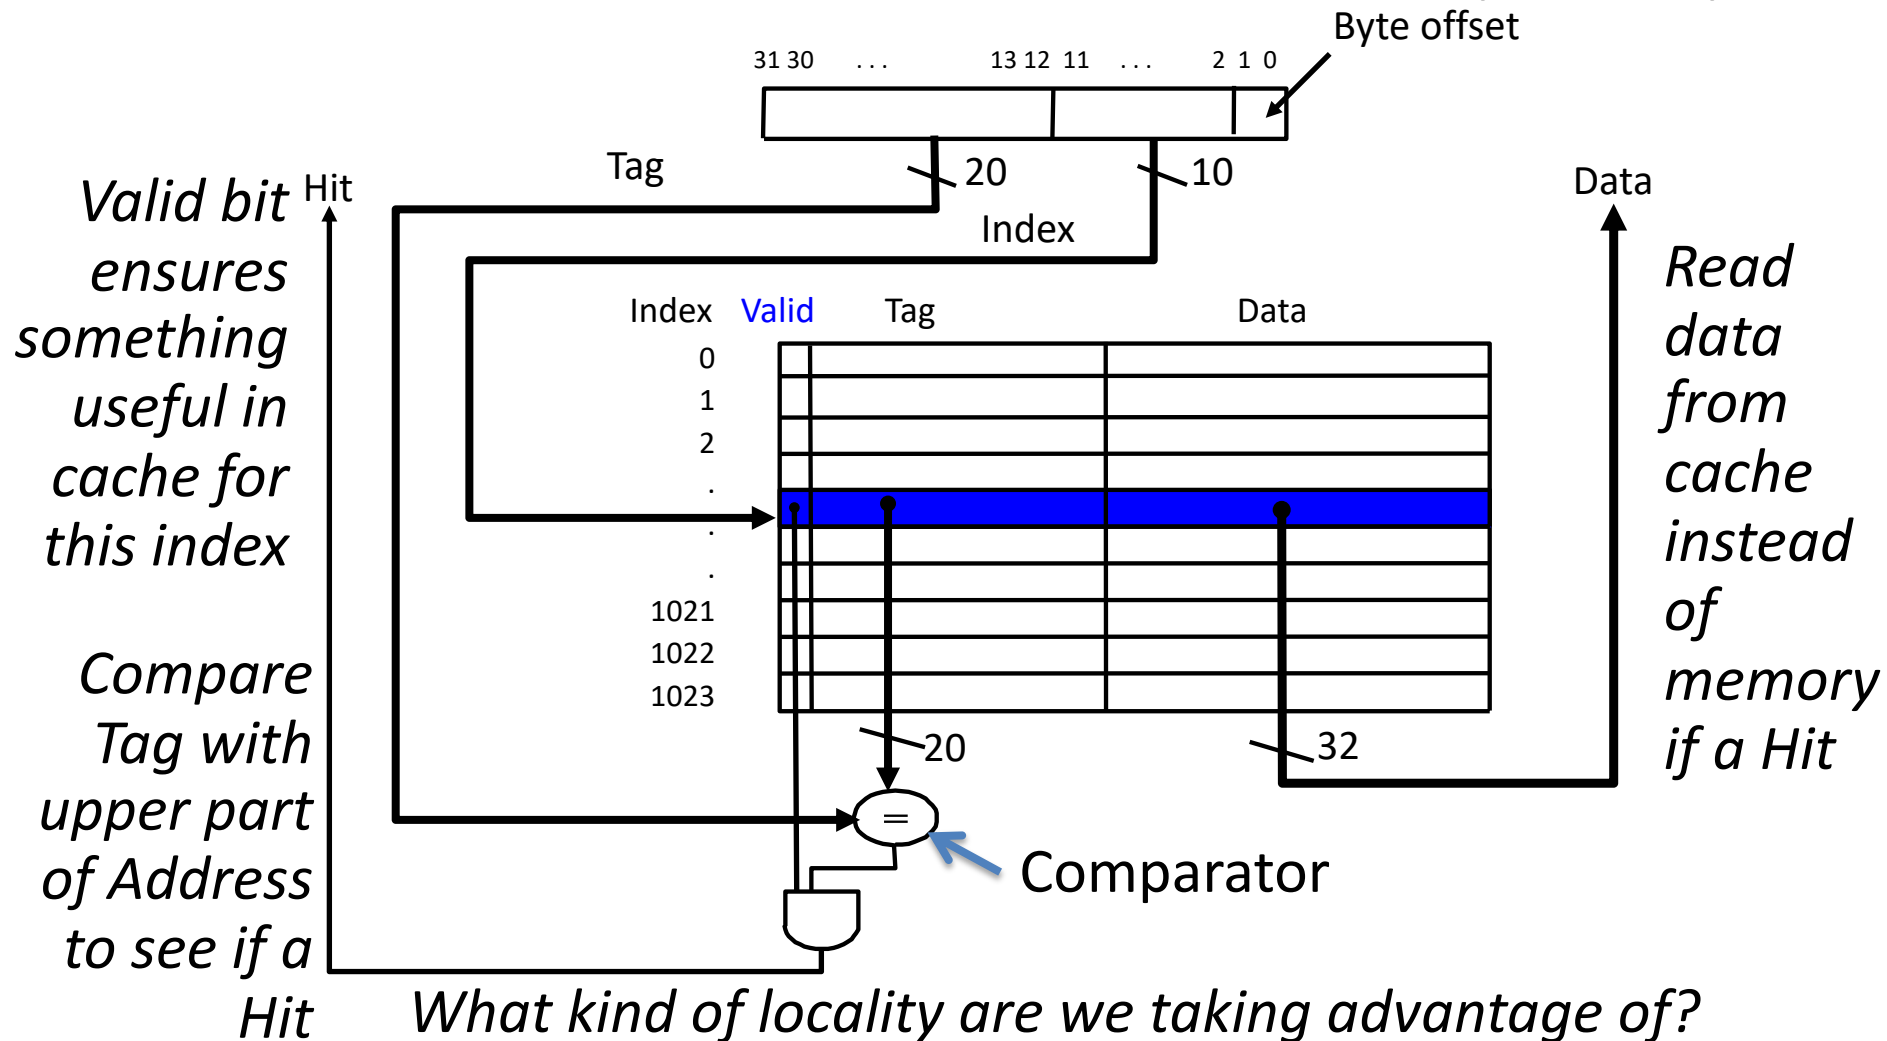 Byte offset
31 30 . . . 13 12 11 . . . 2 1 0
20
10
Tag
Index
Hit
Data
Valid bit
ensures
something
useful in
cache for
this index
Compare
Tag with
upper part
of Address
to see if a
Hit
Index Valid Tag Data
0
1
2
.
.
.
1021
1022
1023
20
32
=
Comparator
Read
data
from
cache
instead
of
memory
if a Hit
What kind of locality are we taking advantage of?